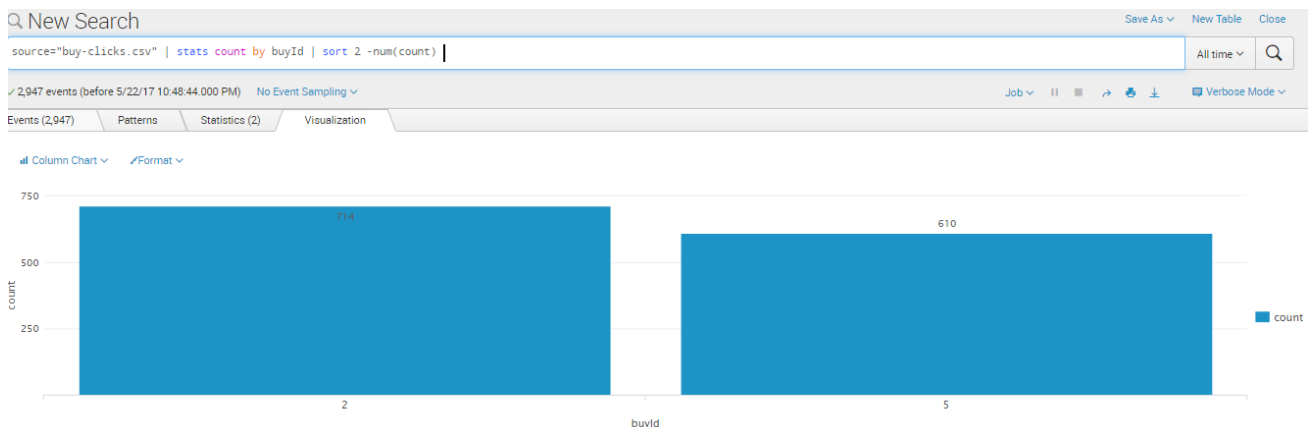 New Search
Save As New Table Close
source="buy-clicks.csv" | stats count by buyId | sort 2 -num(count)
All time
2,947 events (before 5/22/17 10:48:44.000 PM) No Event Sampling
Job Verbose Mode
Events (2,947) Patterns Statistics (2) Visualization
Column Chart Format
750
714
610
500
count
250
count
2 5
buyId